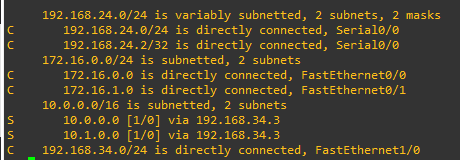 192.168.24.0/24 is variably subnetted, 2 subnets, 2 masks
C 192.168.24.0/24 is directly connected, Serial0/0
C 192.168.24.2/32 is directly connected, Serial0/0
172.16.0.0/24 is subnetted, 2 subnets
C 172.16.0.0 is directly connected, FastEthernet0/0
C 172.16.1.0 is directly connected, FastEthernet0/1
10.0.0.0/16 is subnetted, 2 subnets
S 10.0.0.0 [1/0] via 192.168.34.3
S 10.1.0.0 [1/0] via 192.168.34.3
C 192.168.34.0/24 is directly connected, FastEthernet1/0